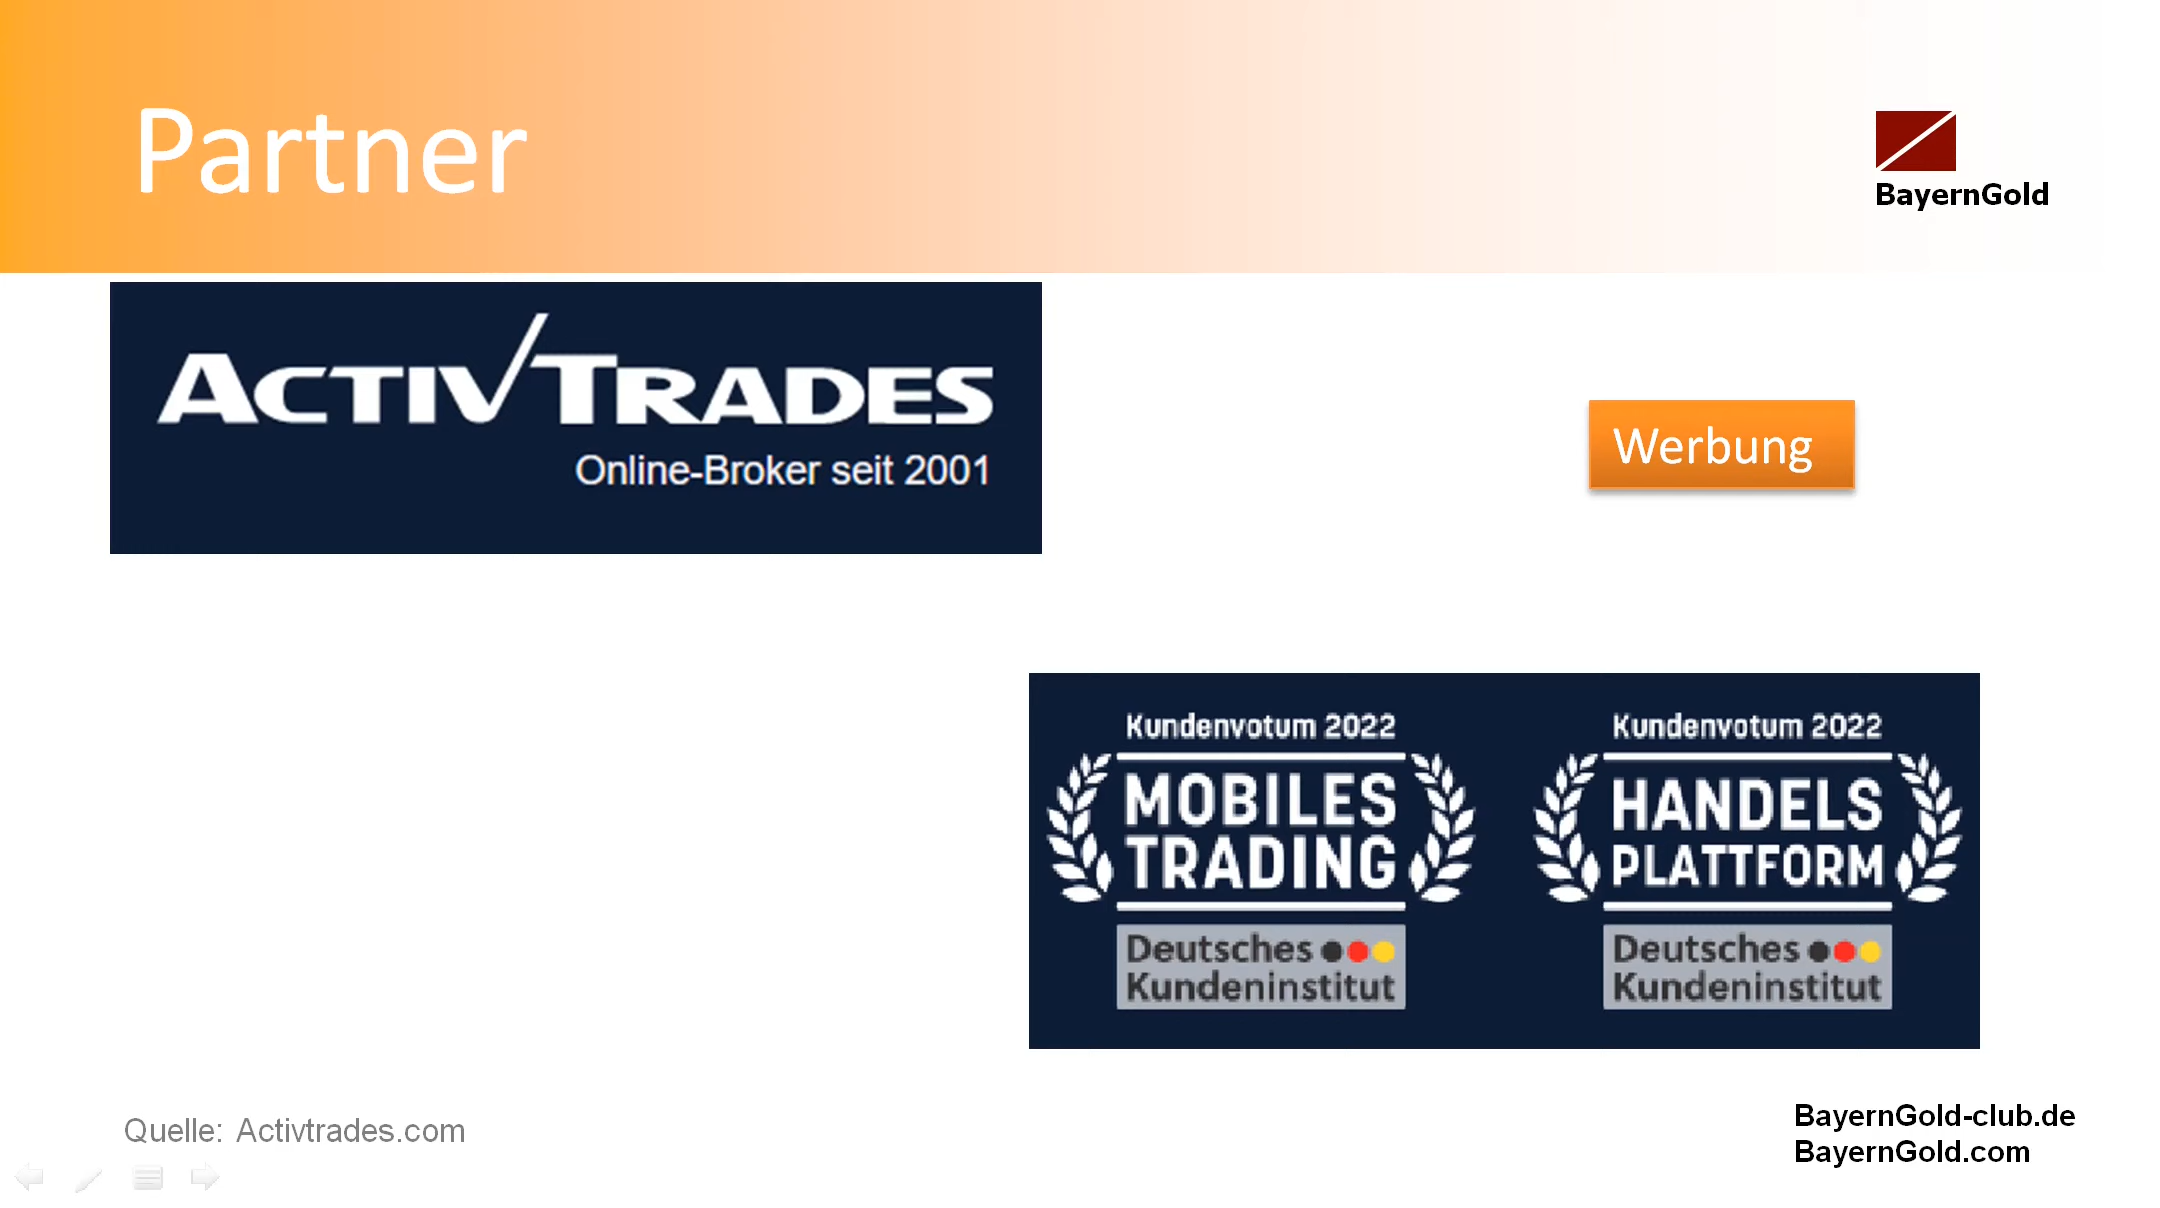 Partner
BayernGold
ACTIVTRADES
Online-Broker seit 2001
Werbung
Kundenvotum 2022
MOBILES
TRADING
Deutsches
Kundeninstitut
Kundenvotum 2022
HANDELS
PLATTFORM
Deutsches
Kundeninstitut
Quelle: Activtrades.com
BayernGold-club.de
BayernGold.com